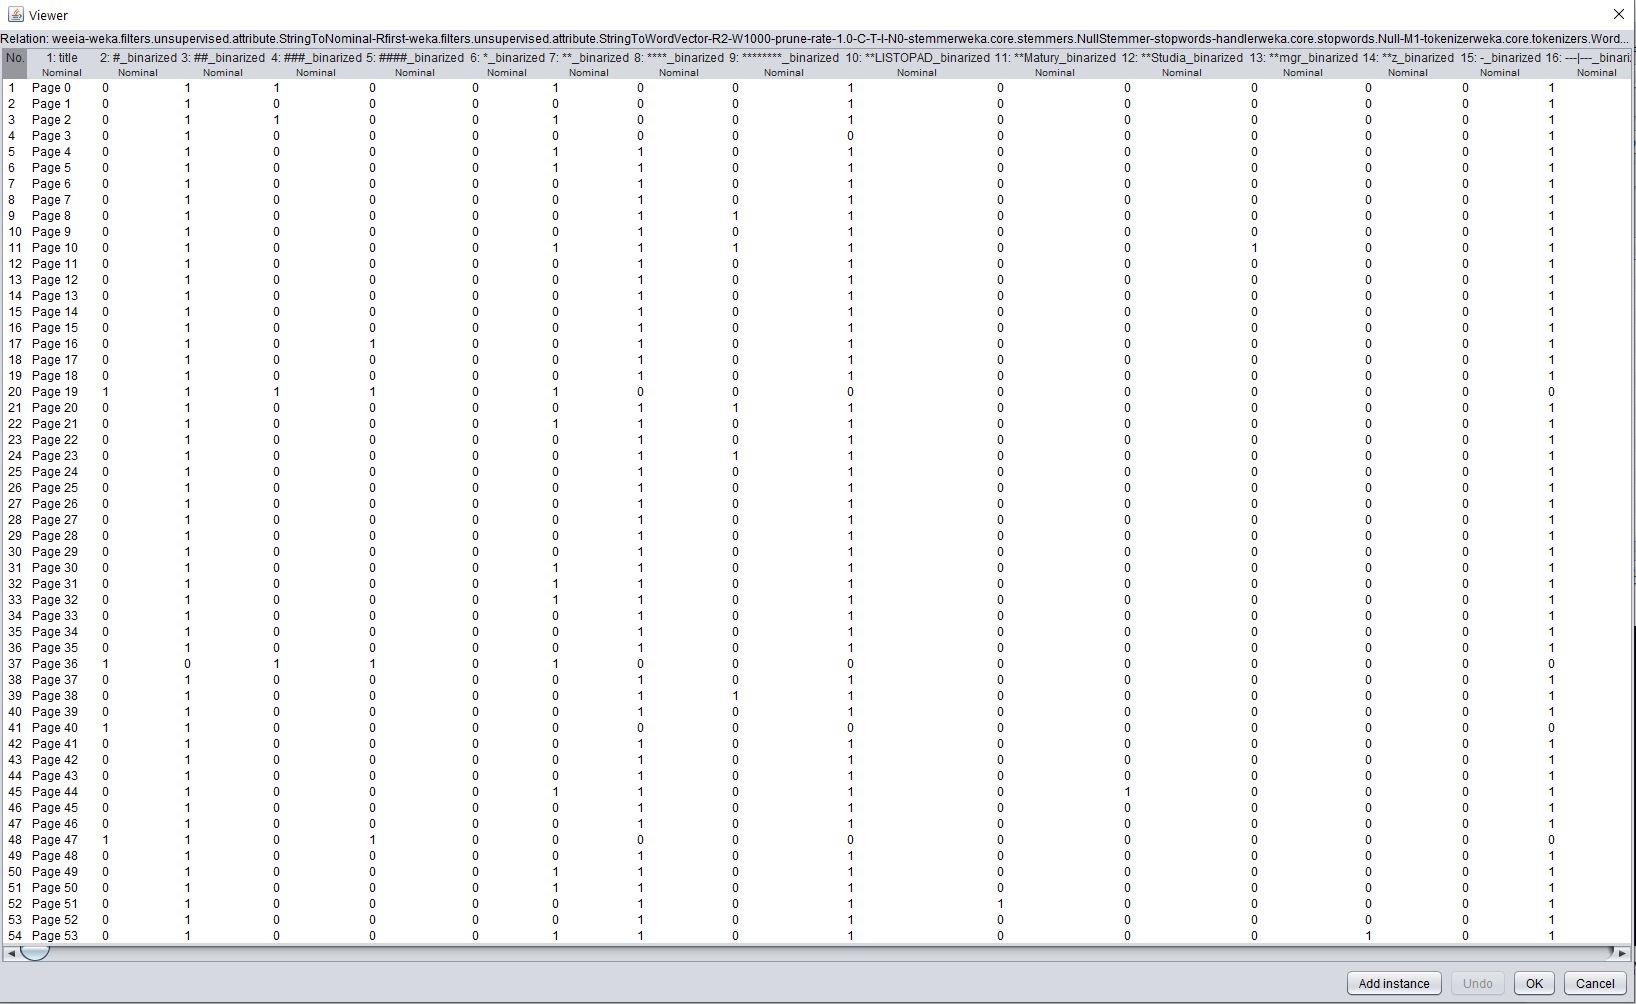 Viewer
Relation: weeia-weka.filters.unsupervised.attribute.StringToNominal-Rfirst-weka.filters.unsupervised.attribute.StringToWordVector-R2-W1000-prune-rate-1.0-C-T-I-N0-stemmerweka.core.stemmers.NullStemmer-stopwords-handlerweka.core.stopwords.Null-M1-tokenizerweka.core.tokenizers.Word...
No. 1: title 2: #_binarized 3: ##_binarized 4: ###_binarized 5: ####_binarized 6: *_binarized 7: **_binarized 8: ****_binarized 9: ********_binarized 10: **LISTOPAD_binarized 11: **Matury_binarized 12: **Studia_binarized 13: **mgr_binarized 14: **z_binarized 15: -_binarized 16: ---|---_binari
Nominal Nominal Nominal Nominal Nominal Nominal Nominal Nominal Nominal Nominal Nominal Nominal Nominal Nominal Nominal Nominal
1 Page 0 0 1 1 0 0 1 0 0 1 0 0 0 0 0 1
2 Page 1 0 1 0 0 0 0 0 0 1 0 0 0 0 0 1
3 Page 2 0 1 1 0 0 1 0 0 1 0 0 0 0 0 1
4 Page 3 0 1 0 0 0 0 0 0 0 0 0 0 0 0 1
5 Page 4 0 1 0 0 0 1 1 0 1 0 0 0 0 0 1
6 Page 5 0 1 0 0 0 1 1 0 1 0 0 0 0 0 1
7 Page 6 0 1 0 0 0 0 1 0 1 0 0 0 0 0 1
8 Page 7 0 1 0 0 0 0 1 0 1 0 0 0 0 0 1
9 Page 8 0 1 0 0 0 0 1 1 1 0 0 0 0 0 1
10 Page 9 0 1 0 0 0 0 1 0 1 0 0 0 0 0 1
11 Page 10 0 1 0 0 0 1 1 1 1 0 0 1 0 0 1
12 Page 11 0 1 0 0 0 0 1 0 1 0 0 0 0 0 1
13 Page 12 0 1 0 0 0 0 1 0 1 0 0 0 0 0 1
14 Page 13 0 1 0 0 0 0 1 0 1 0 0 0 0 0 1
15 Page 14 0 1 0 0 0 0 1 0 1 0 0 0 0 0 1
16 Page 15 0 1 0 0 0 0 1 0 1 0 0 0 0 0 1
17 Page 16 0 1 0 1 0 0 1 0 1 0 0 0 0 0 1
18 Page 17 0 1 0 0 0 0 1 0 1 0 0 0 0 0 1
19 Page 18 0 1 0 0 0 0 1 0 1 0 0 0 0 0 1
20 Page 19 1 1 1 1 0 1 0 0 0 0 0 0 0 0 0
21 Page 20 0 1 0 0 0 0 1 1 1 0 0 0 0 0 1
22 Page 21 0 1 0 0 0 1 1 0 1 0 0 0 0 0 1
23 Page 22 0 1 0 0 0 0 1 0 1 0 0 0 0 0 1
24 Page 23 0 1 0 0 0 0 1 1 1 0 0 0 0 0 1
25 Page 24 0 1 0 0 0 0 1 0 1 0 0 0 0 0 1
26 Page 25 0 1 0 0 0 0 1 0 1 0 0 0 0 0 1
27 Page 26 0 1 0 0 0 0 1 0 1 0 0 0 0 0 1
28 Page 27 0 1 0 0 0 0 1 0 1 0 0 0 0 0 1
29 Page 28 0 1 0 0 0 0 1 0 1 0 0 0 0 0 1
30 Page 29 0 1 0 0 0 0 1 0 1 0 0 0 0 0 1
31 Page 30 0 1 0 0 0 1 1 0 1 0 0 0 0 0 1
32 Page 31 0 1 0 0 0 1 1 0 1 0 0 0 0 0 1
33 Page 32 0 1 0 0 0 1 1 0 1 0 0 0 0 0 1
34 Page 33 0 1 0 0 0 0 1 0 1 0 0 0 0 0 1
35 Page 34 0 1 0 0 0 0 1 0 1 0 0 0 0 0 1
36 Page 35 0 1 0 0 0 0 1 0 1 0 0 0 0 0 1
37 Page 36 1 0 1 1 0 1 0 0 0 0 0 0 0 0 0
38 Page 37 0 1 0 0 0 0 1 0 1 0 0 0 0 0 1
39 Page 38 0 1 0 0 0 0 1 1 1 0 0 0 0 0 1
40 Page 39 0 1 0 0 0 0 1 0 1 0 0 0 0 0 1
41 Page 40 1 1 0 0 0 0 0 0 0 0 0 0 0 0 0
42 Page 41 0 1 0 0 0 0 1 0 1 0 0 0 0 0 1
43 Page 42 0 1 0 0 0 0 1 0 1 0 0 0 0 0 1
44 Page 43 0 1 0 0 0 0 1 0 1 0 0 0 0 0 1
45 Page 44 0 1 0 0 0 1 1 0 1 0 1 0 0 0 1
46 Page 45 0 1 0 0 0 0 1 0 1 0 0 0 0 0 1
47 Page 46 0 1 0 0 0 0 1 0 1 0 0 0 0 0 1
48 Page 47 1 1 0 1 0 0 0 0 0 0 0 0 0 0 0
49 Page 48 0 1 0 0 0 0 1 0 1 0 0 0 0 0 1
50 Page 49 0 1 0 0 0 1 1 0 1 0 0 0 0 0 1
51 Page 50 0 1 0 0 0 1 1 0 1 0 0 0 0 0 1
52 Page 51 0 1 0 0 0 0 1 0 1 1 0 0 0 0 1
53 Page 52 0 1 0 0 0 0 1 0 1 0 0 0 0 0 1
54 Page 53 0 1 0 0 0 1 1 0 1 0 0 0 1 0 1
Add instance Undo OK Cancel